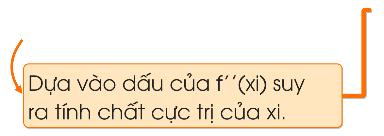 Dựa vào dấu của f´´(xi) suy
ra tính chất cực trị của xi.